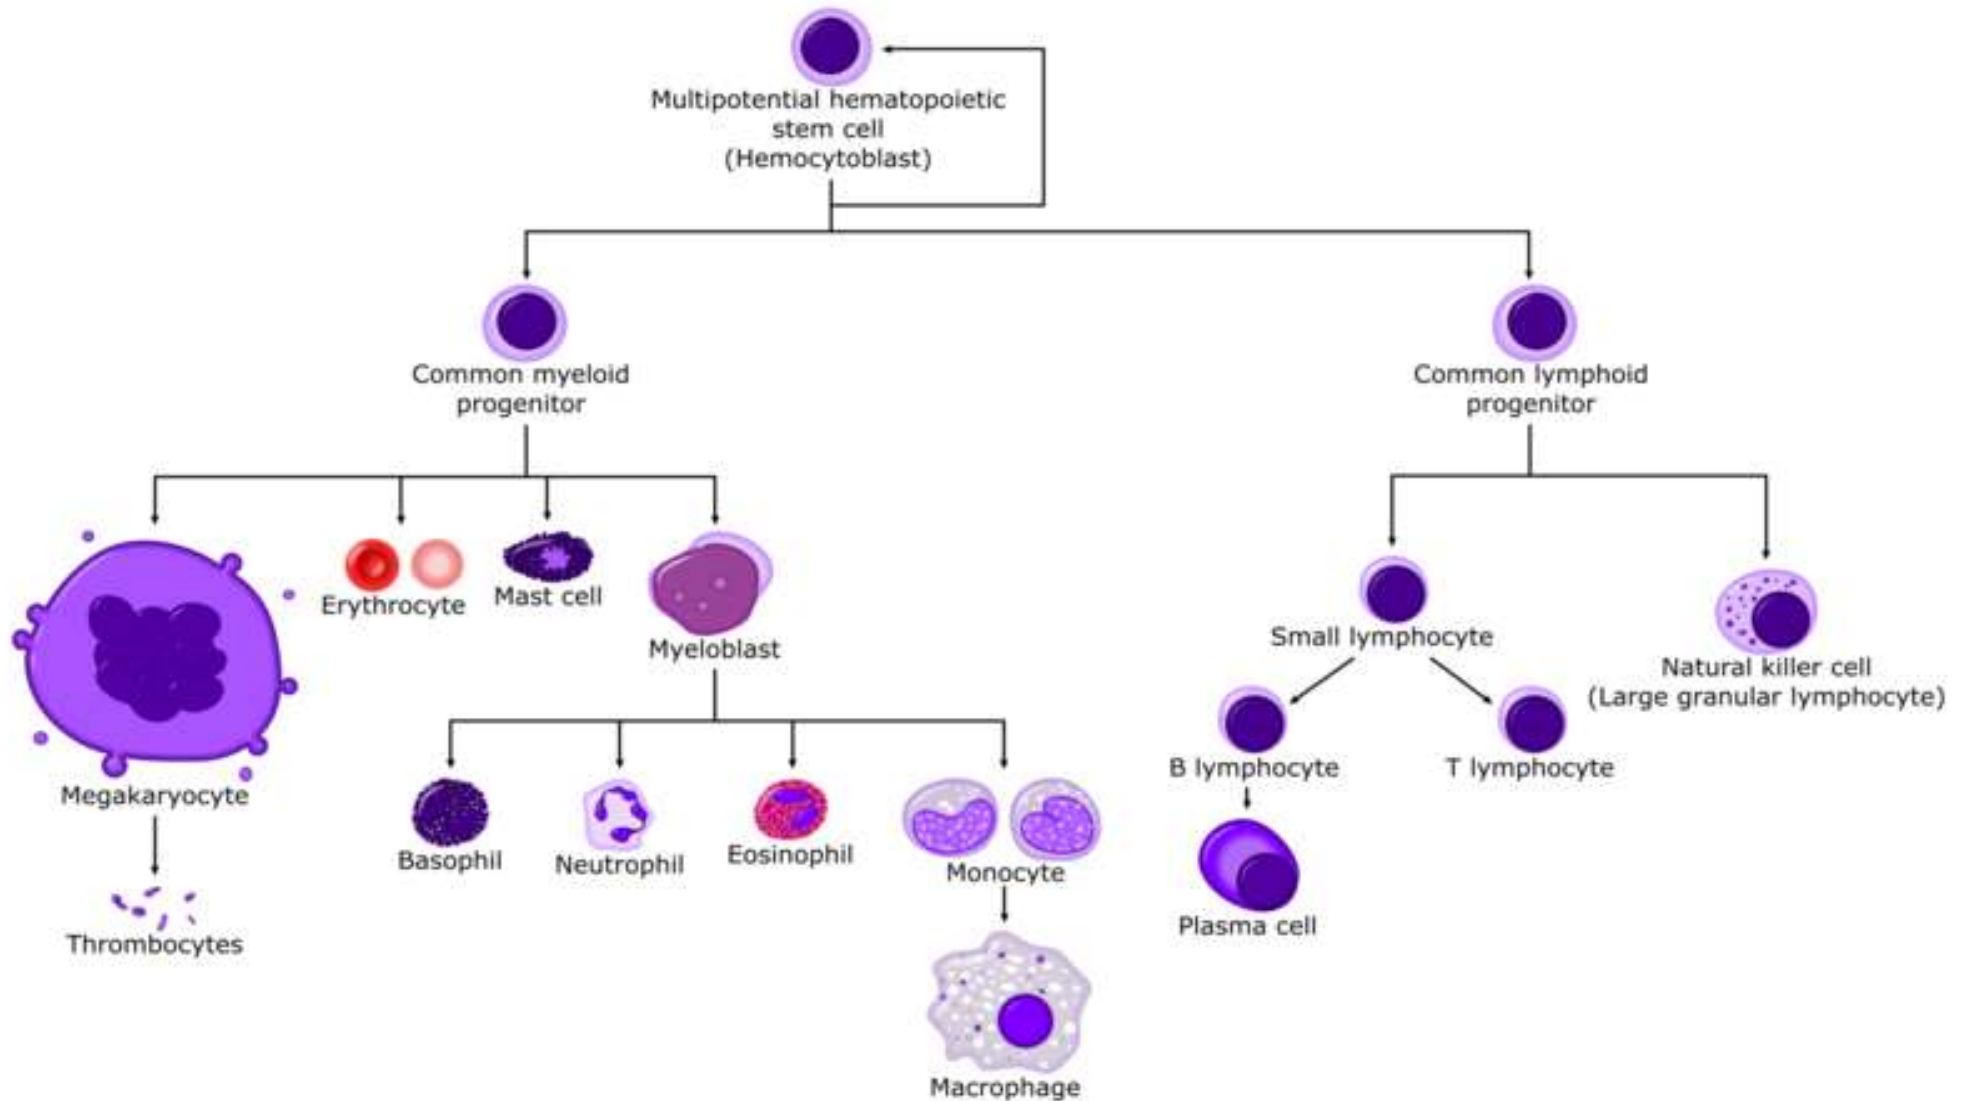 Multipotential hematopoietic
stem cell
(Hemocytoblast)
Common myeloid
progenitor
Common lymphoid
progenitor
Erythrocyte
Mast cell
Myeloblast
Small lymphocyte
Natural killer cell
(Large granular lymphocyte)
B lymphocyte
T lymphocyte
Megakaryocyte
Basophil
Neutrophil
Eosinophil
Monocyte
Plasma cell
Thrombocytes
Macrophage